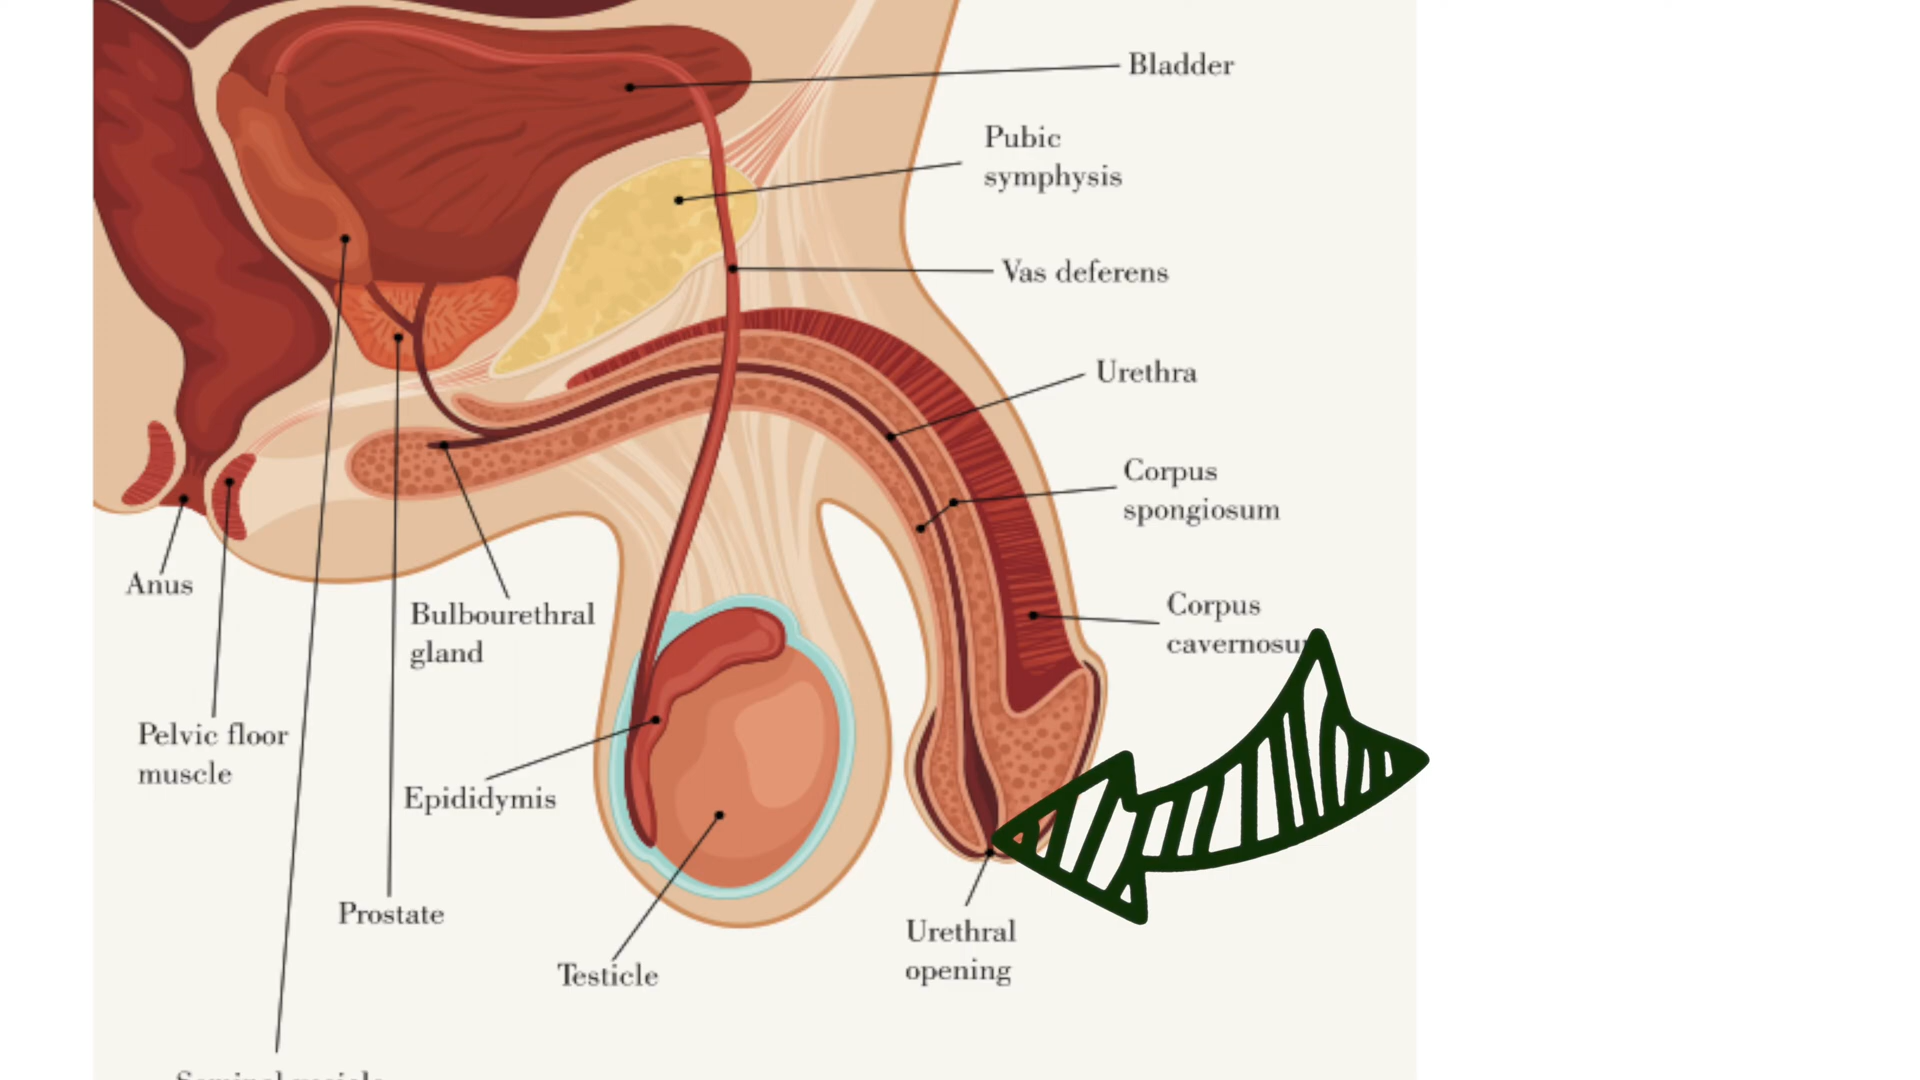 Bladder
Pubic
symphysis
Vas deferens
Urethra
Corpus
spongiosum
Corpus
Anus
Bulbourethral
gland
Pelvic floor
muscle
Epididymis
Prostate
Testicle
Urethral
opening